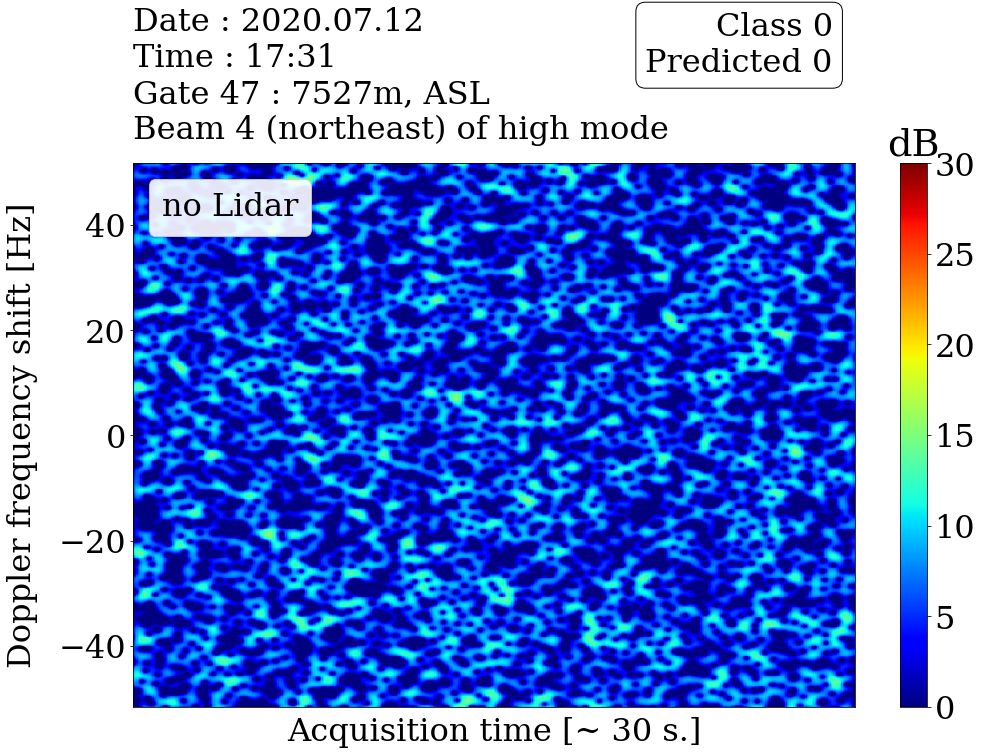 Date : 2020.07.12
Time : 17:31
Gate 47 : 7527m, ASL
Beam 4 (northeast) of high mode
Class 0
Predicted 0
dB
no Lidar
Doppler frequency shift [Hz]
40
20
0
−20
−40
30
25
20
15
10
5
0
Acquisition time [~ 30 s.]